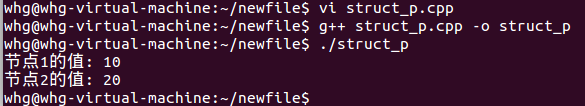 whg@whg-virtual-machine:~/newfile$ vi struct_p.cpp
whg@whg-virtual-machine:~/newfile$ g++ struct_p.cpp -o struct_p
whg@whg-virtual-machine:~/newfile$ ./struct_p
节点1的值: 10
节点2的值: 20
whg@whg-virtual-machine:~/newfile$